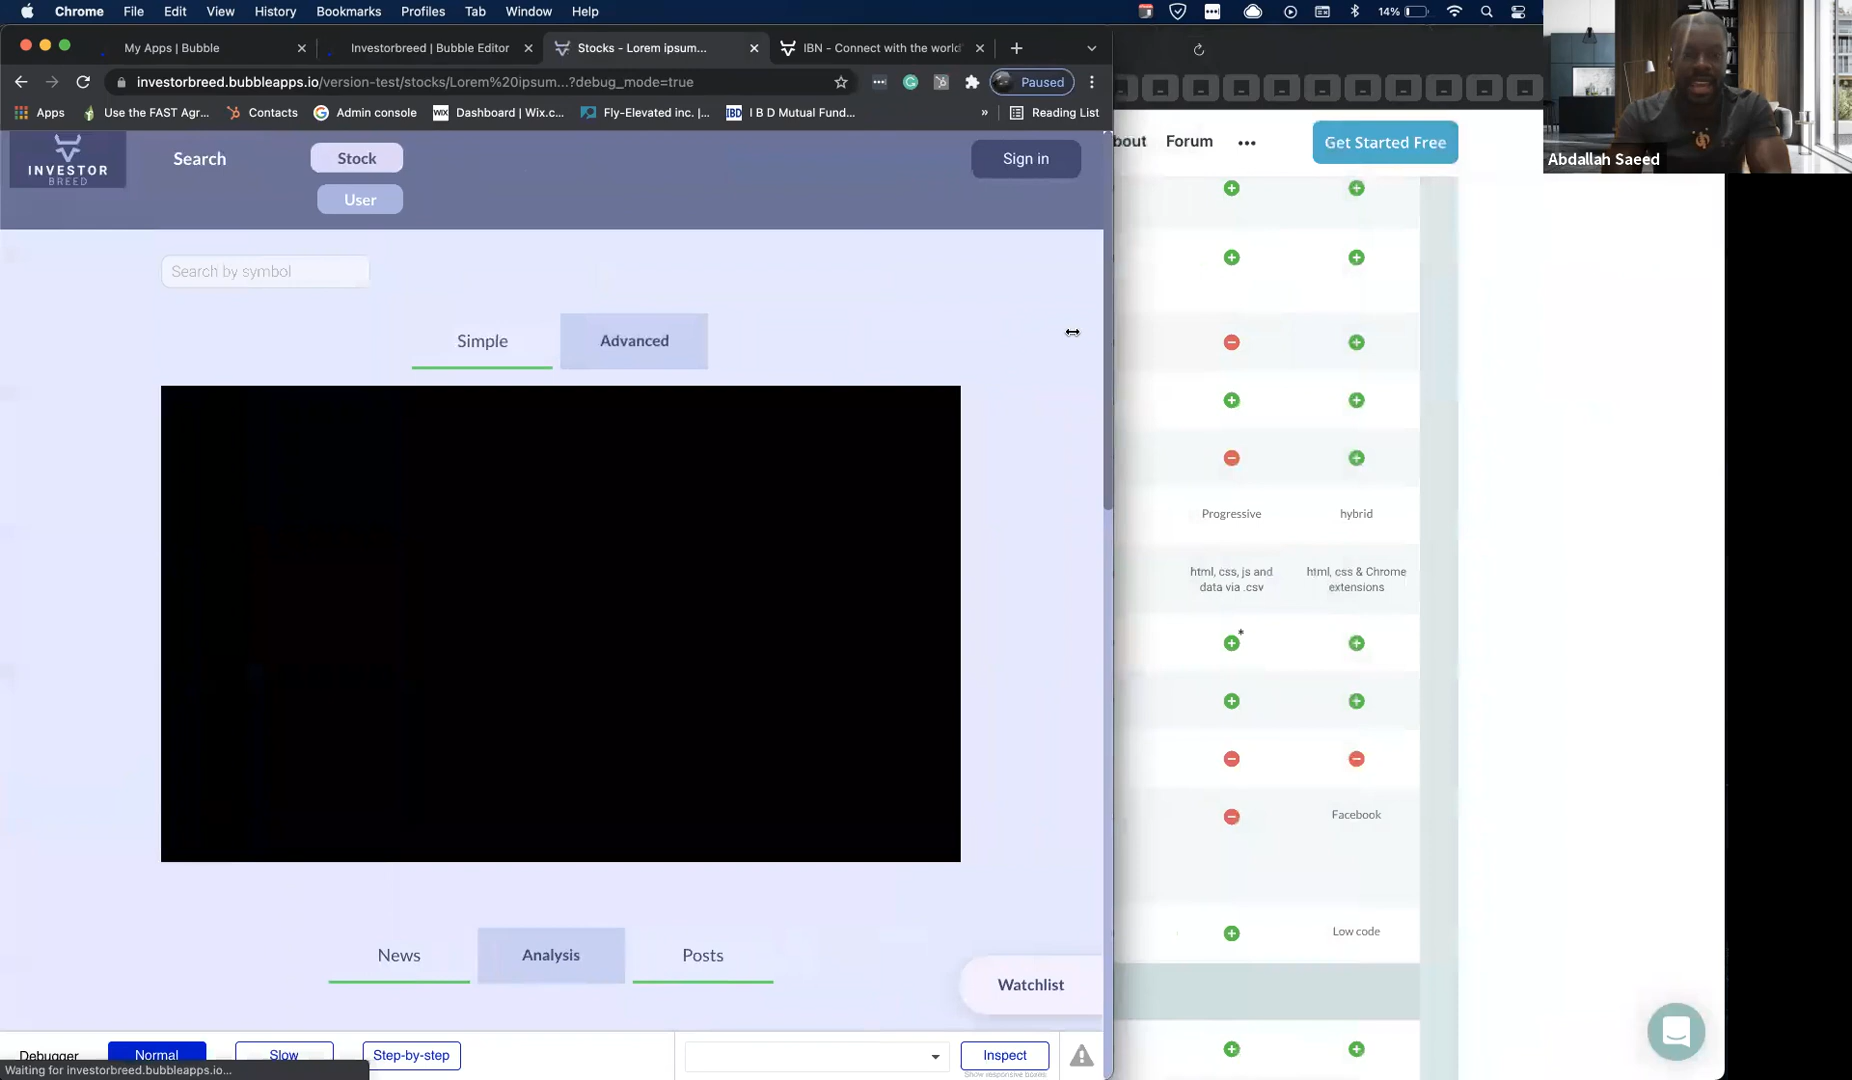 Chrome File Edit View History Bookmarks Profiles Tab Window Help 14%
My Apps | Bubble Investorbreed | Bubble Editor Stocks - Lorem ipsum... IBN - Connect with the world'
investorbreed.bubbleapps.io/version-test/stocks/Lorem%20ipsum...?debug_mode=true Paused
Apps Use the FAST Agr... Contacts Admin console WIX Dashboard | Wix.c... Fly-Elevated inc. |... IBD I B D Mutual Fund... » Reading List
INVESTOR
BREED
Search Stock Sign in
User
bout Forum ••• Get Started Free
Abdallah Saeed
Search by symbol
Simple Advanced
Progressive hybrid
html, css, js and
data via .csv
html, css & Chrome
extensions
*
Facebook
Low code
News Analysis Posts
Watchlist
Debugger Normal Slow Step-by-step Inspect
Show responsive boxes
Waiting for investorbreed.bubbleapps.io...